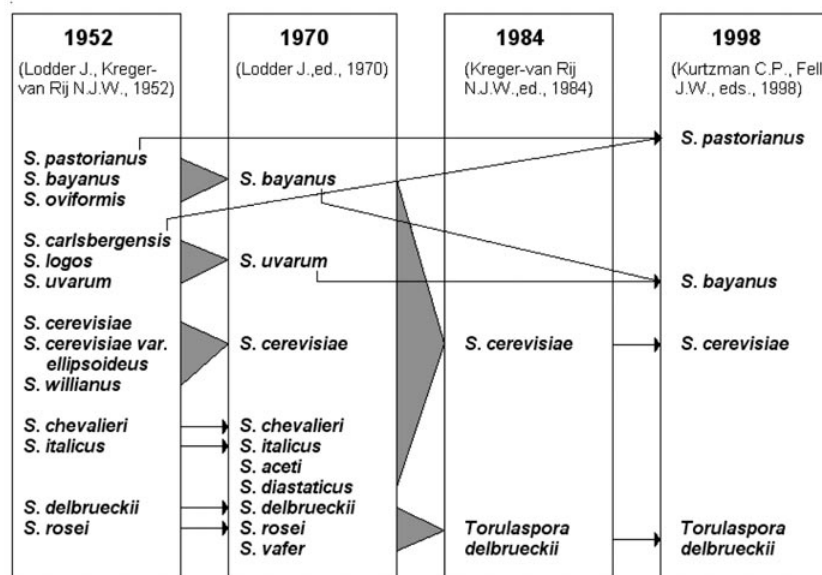 1952
(Lodder J., Kreger-
van Rij N.J.W., 1952)
S. pastorianus
S. bayanus
S. oviformis
S. carlsbergensis
S. logos
S. uvarum
S. cerevisiae
S. cerevisiae var.
ellipsoideus
S. willianus
S. chevalieri
S. italicus
S. delbrueckii
S. rosei
1970
(Lodder J.,ed., 1970)
S. bayanus
S. uvarum
S. cerevisiae
S. chevalieri
S. italicus
S. aceti
S. diastaticus
S. delbrueckii
S. rosei
S. vafer
1984
(Kreger-van Rij
N.J.W.,ed., 1984)
S. cerevisiae
Torulaspora
delbrueckii
1998
(Kurtzman C.P., Fell
J.W., eds., 1998)
S. pastorianus
S. bayanus
S. cerevisiae
Torulaspora
delbrueckii